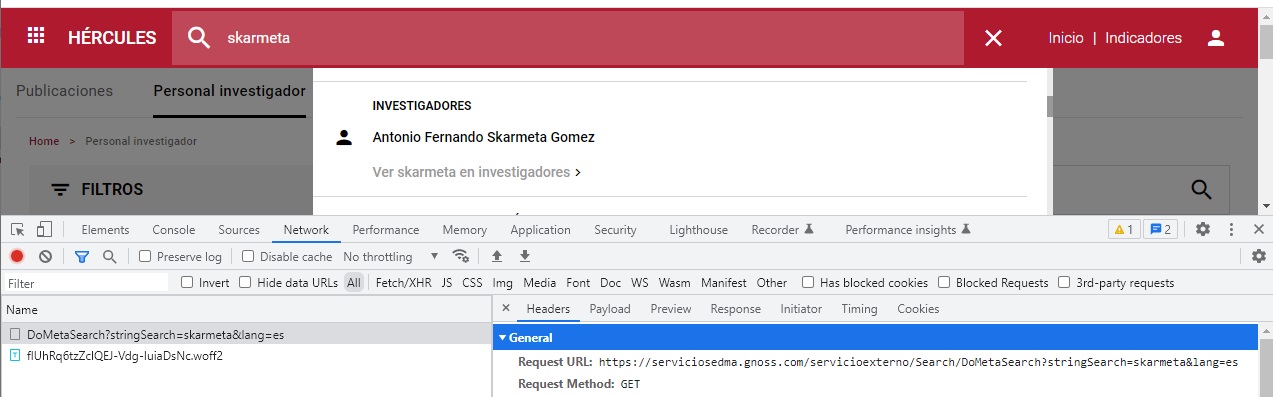 HÉRCULES skarmeta Inicio | Indicadores
Publicaciones Personal investigador
INVESTIGADORES
Antonio Fernando Skarmeta Gomez
Home > Personal investigador
Ver skarmeta en investigadores >
FILTROS
Elements Console Sources Network Performance Memory Application Security Lighthouse Recorder Performance insights 1 2
Preserve log Disable cache No throttling
Filter Invert Hide data URLs All Fetch/XHR JS CSS Img Media Font Doc WS Wasm Manifest Other Has blocked cookies Blocked Requests 3rd-party requests
Name × Headers Payload Preview Response Initiator Timing Cookies
DoMetaSearch?stringSearch=skarmeta&lang=es
General
Request URL: https://serviciosedma.gnoss.com/servicioexterno/Search/DoMetaSearch?stringSearch=skarmeta&lang=es
Request Method: GET